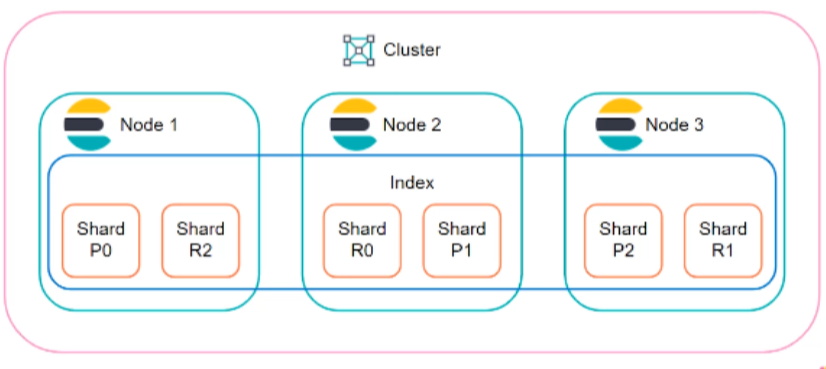 Cluster
Node 1
Node 2
Node 3
Index
Shard
P0
Shard
R2
Shard
R0
Shard
P1
Shard
P2
Shard
R1